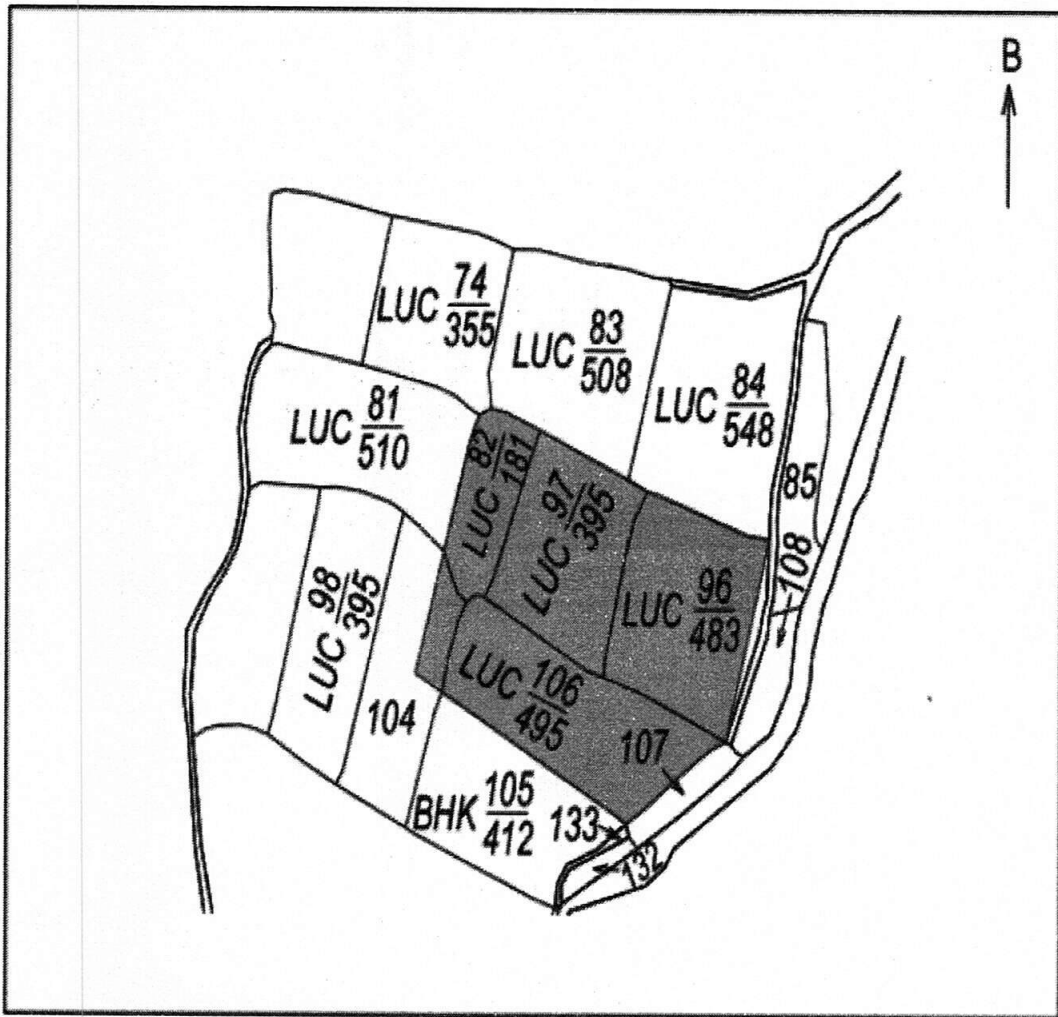 B
LUC 74/355
LUC 83/508
LUC 84/548
LUC 81/510
LUC 82/181
LUC 97/395
85
108
LUC 96/483
LUC 98/395
LUC 106/495
104
107
BHK 105/412
133
132